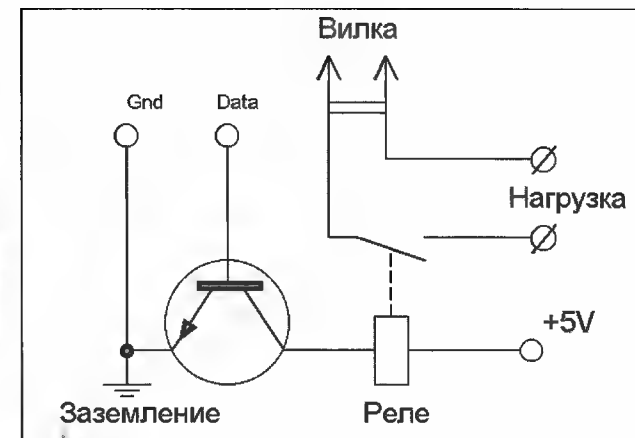 Вилка
Gnd Data
Нагрузка
+5V
Заземление Реле